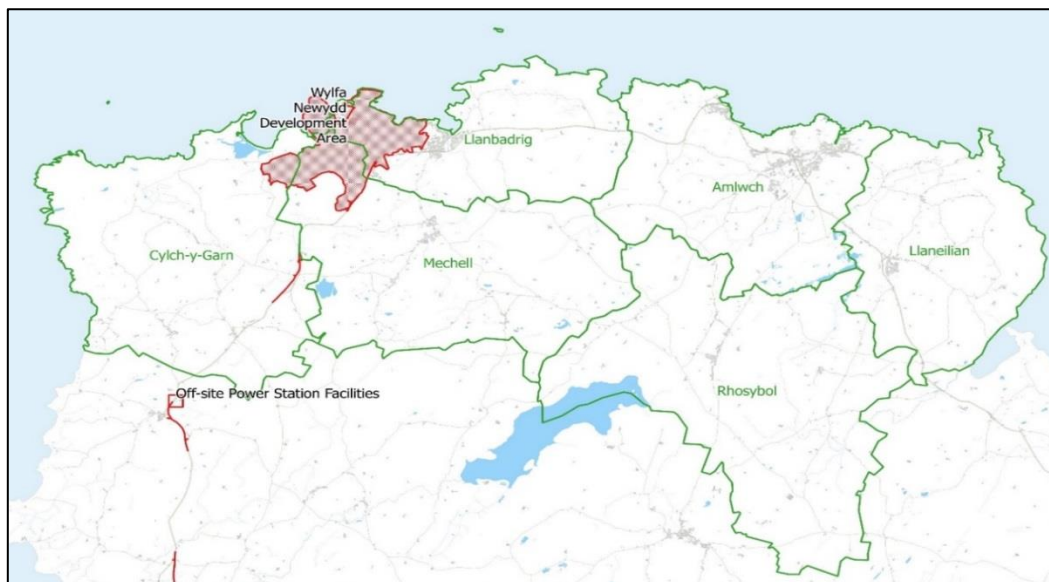 Wylfa
Newydd
Development
Area
Llanbadrig
Amlwch
Cylch-y-Garn
Mechell
Llaneilian
Off-site Power Station Facilities
Rhosybol